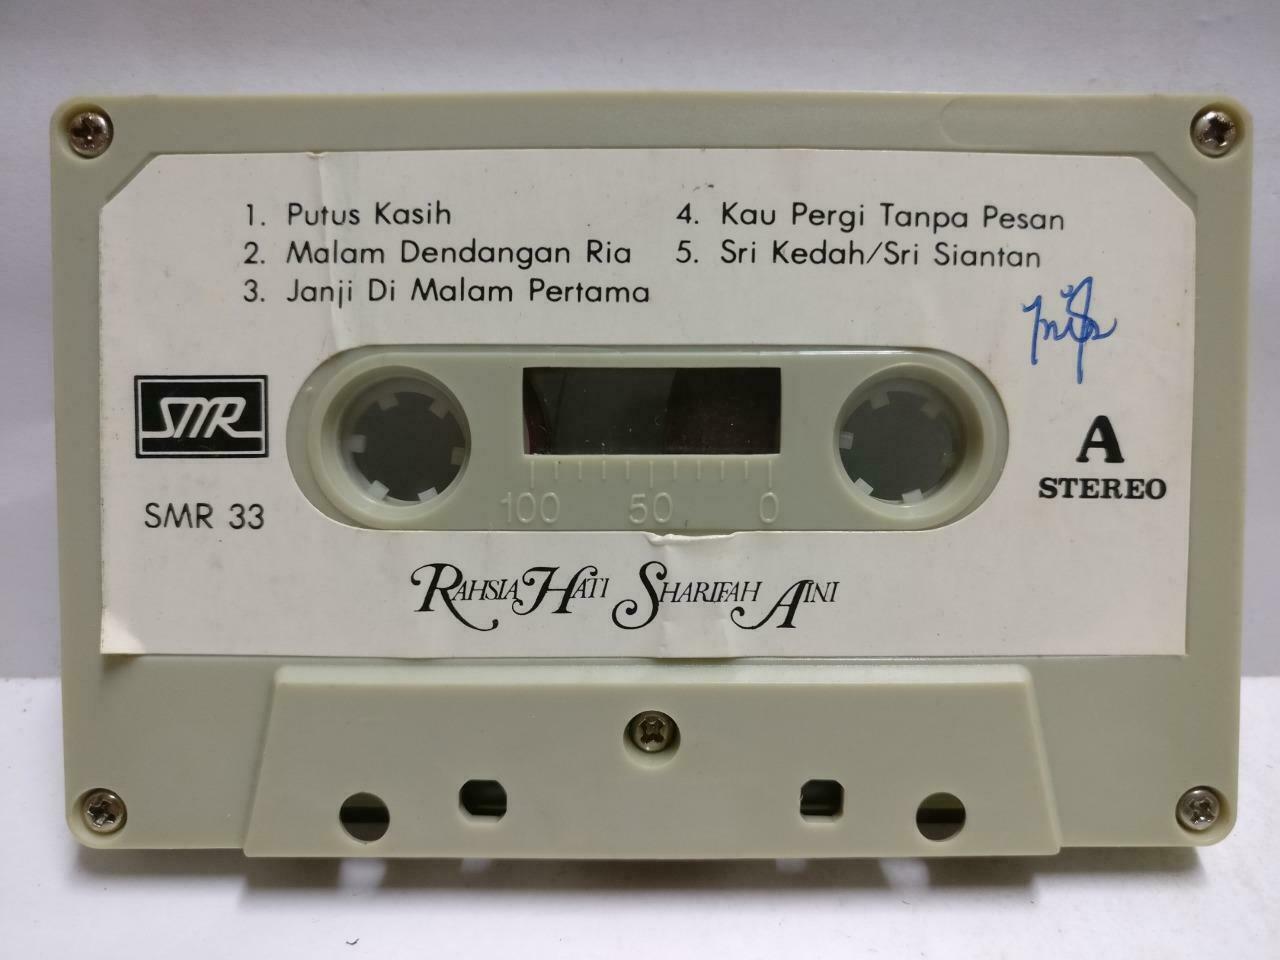 1. Putus Kasih
2. Malam Dendangan Ria
3. Janji Di Malam Pertama
4. Kau Pergi Tanpa Pesan
5. Sri Kedah/Sri Siantan
SMR
SMR 33
A
STEREO
100 50 0
RAHSIA HATI SHARIFAH AINI